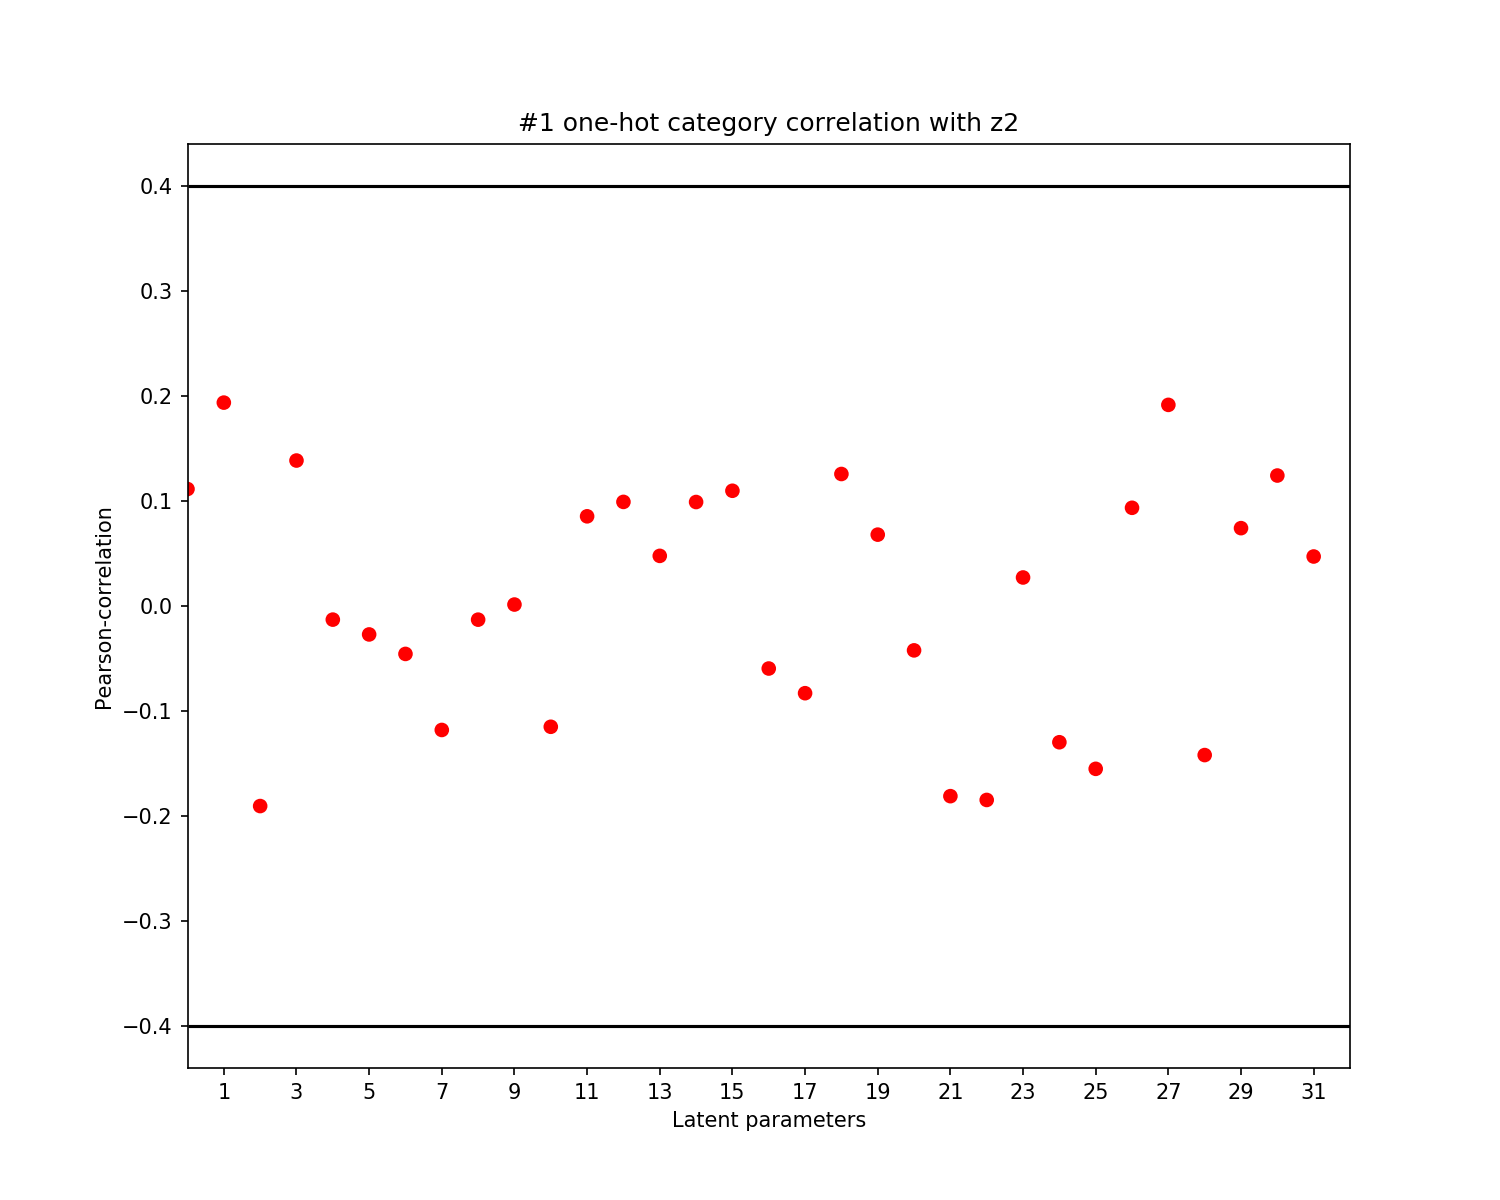 #1 one-hot category correlation with z2
0.4
0.3
0.2
0.1
0.0
−0.1
−0.2
−0.3
−0.4
Pearson-correlation
1 3 5 7 9 11 13 15 17 19 21 23 25 27 29 31
Latent parameters